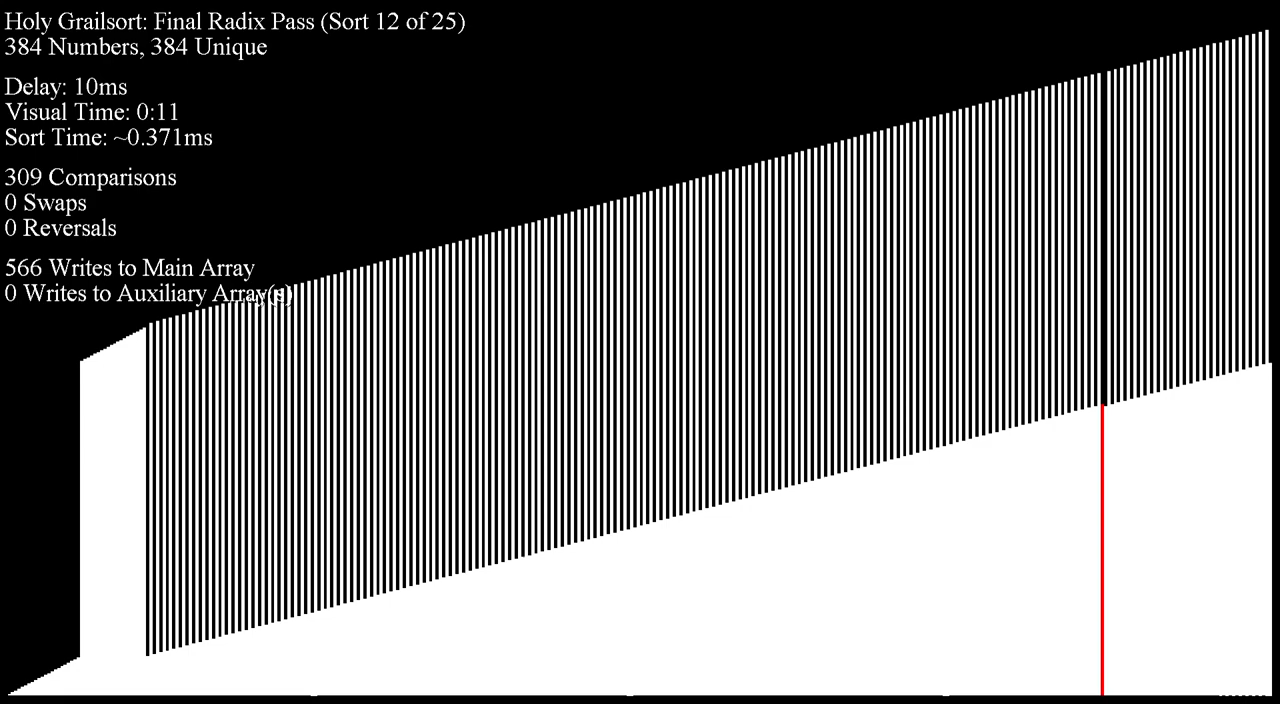 Holy Grailsort: Final Radix Pass (Sort 12 of 25)
384 Numbers, 384 Unique
Delay: 10ms
Visual Time: 0:11
Sort Time: ~0.371ms
309 Comparisons
0 Swaps
0 Reversals
566 Writes to Main Array
0 Writes to Auxiliary Array(s)